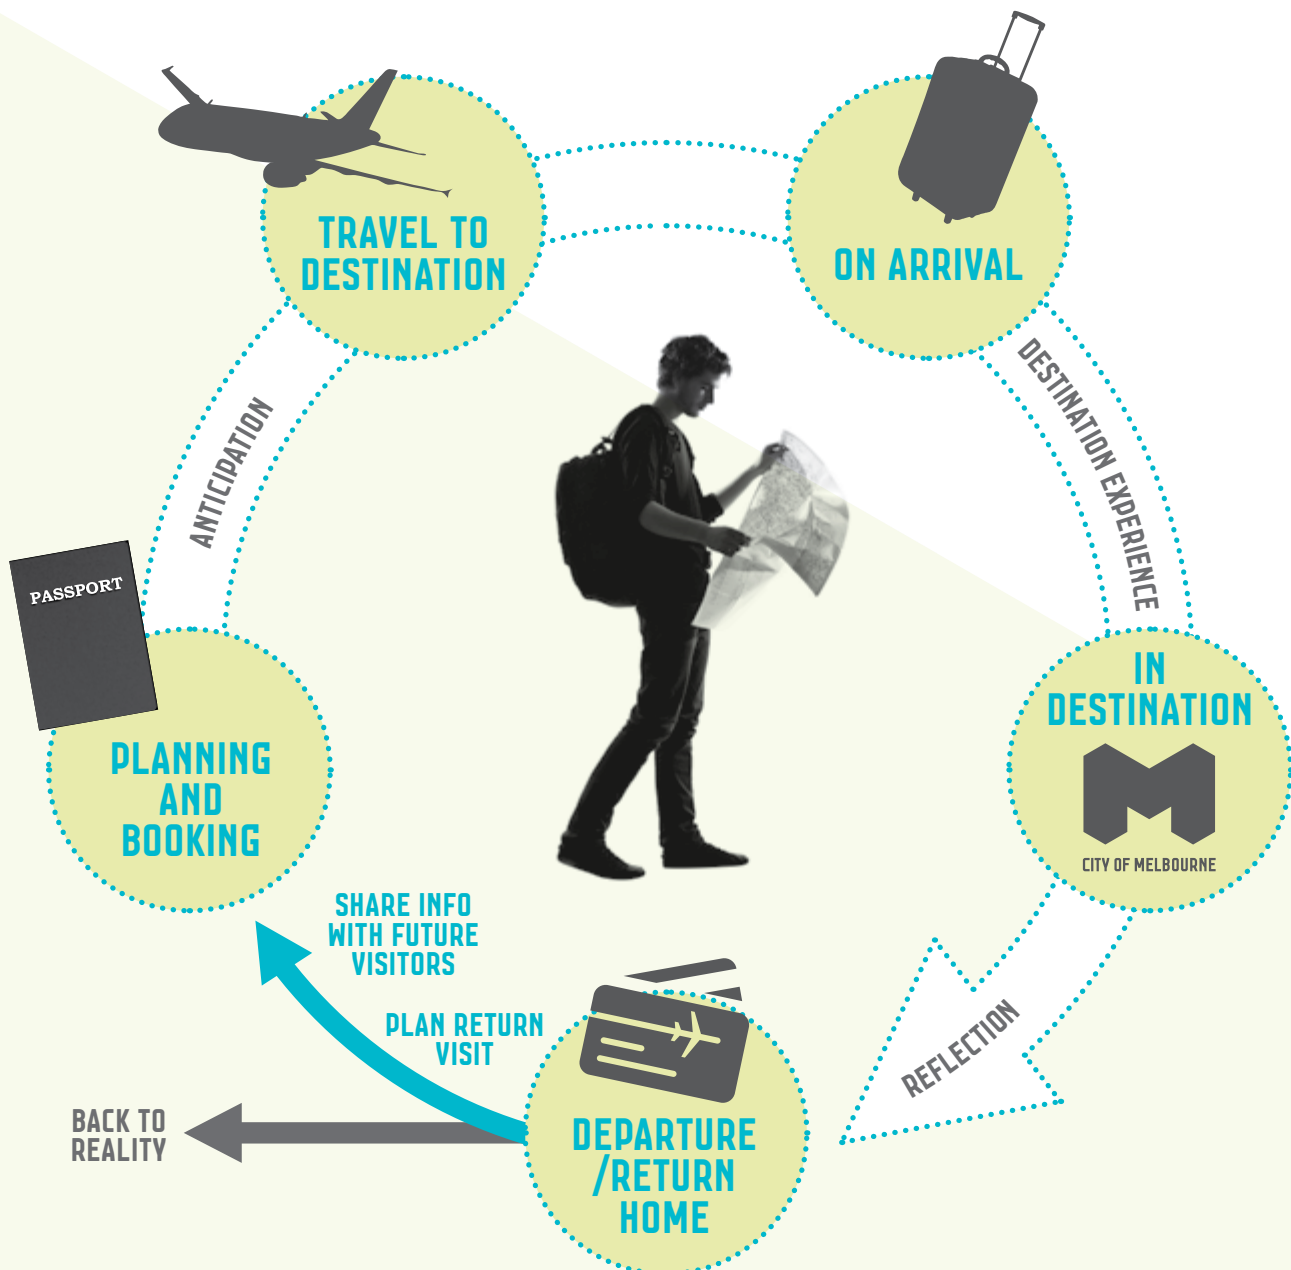 TRAVEL TO
DESTINATION
ON ARRIVAL
ANTICIPATION
DESTINATION EXPERIENCE
PASSPORT
PLANNING
AND
BOOKING
IN
DESTINATION
CITY OF MELBOURNE
SHARE INFO
WITH FUTURE
VISITORS
PLAN RETURN
VISIT
REFLECTION
BACK TO
REALITY
DEPARTURE
/RETURN
HOME